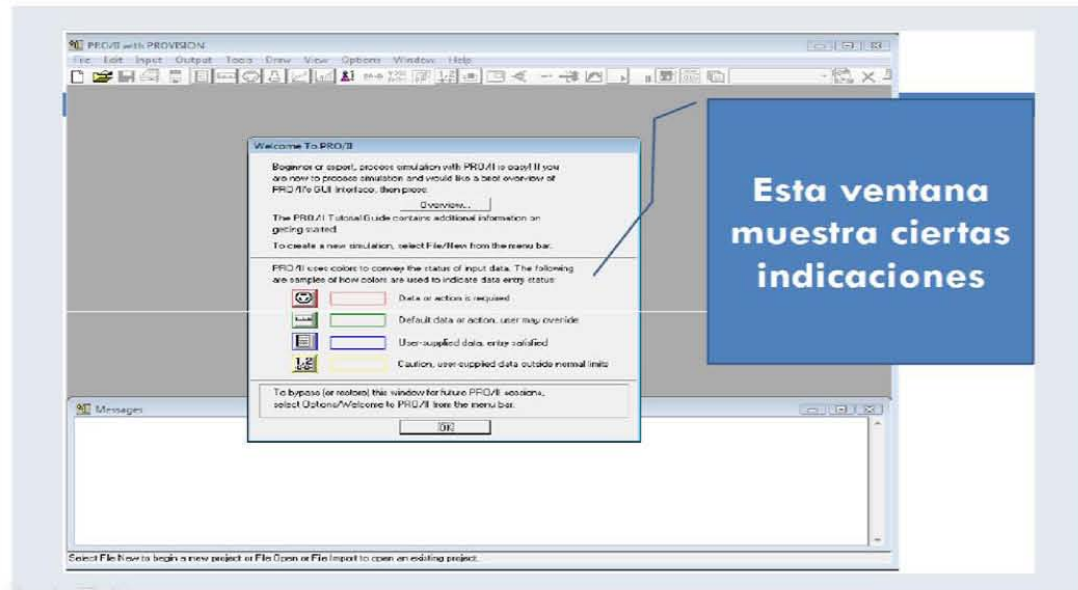 PRO/II with PROVISION
File Edit Input Output Tools Draw View Options Window Help
Welcome To PRO/II
Beginner or expert, process simulation with PRO/II is easy! If you
are new to process simulation and would like a brief overview of
PRO/II's GUI Interface, then press:
Overview...
The PRO/II Tutorial Guide contains additional information on
getting started.
To create a new simulation, select File/New from the menu bar.
PRO/II uses colors to convey the status of input data. The following
are samples of how colors are used to indicate data entry status:
Data or action is required
Default data or action, user may override
User-supplied data, entry satisfied
Caution, user-supplied data outside normal limits
To bypass (or restore) this window for future PRO/II sessions,
select Options/Welcome to PRO/II from the menu bar.
OK
Esta ventana
muestra ciertas
indicaciones
Messages
Select File New to begin a new project or File Open or File Import to open an existing project.